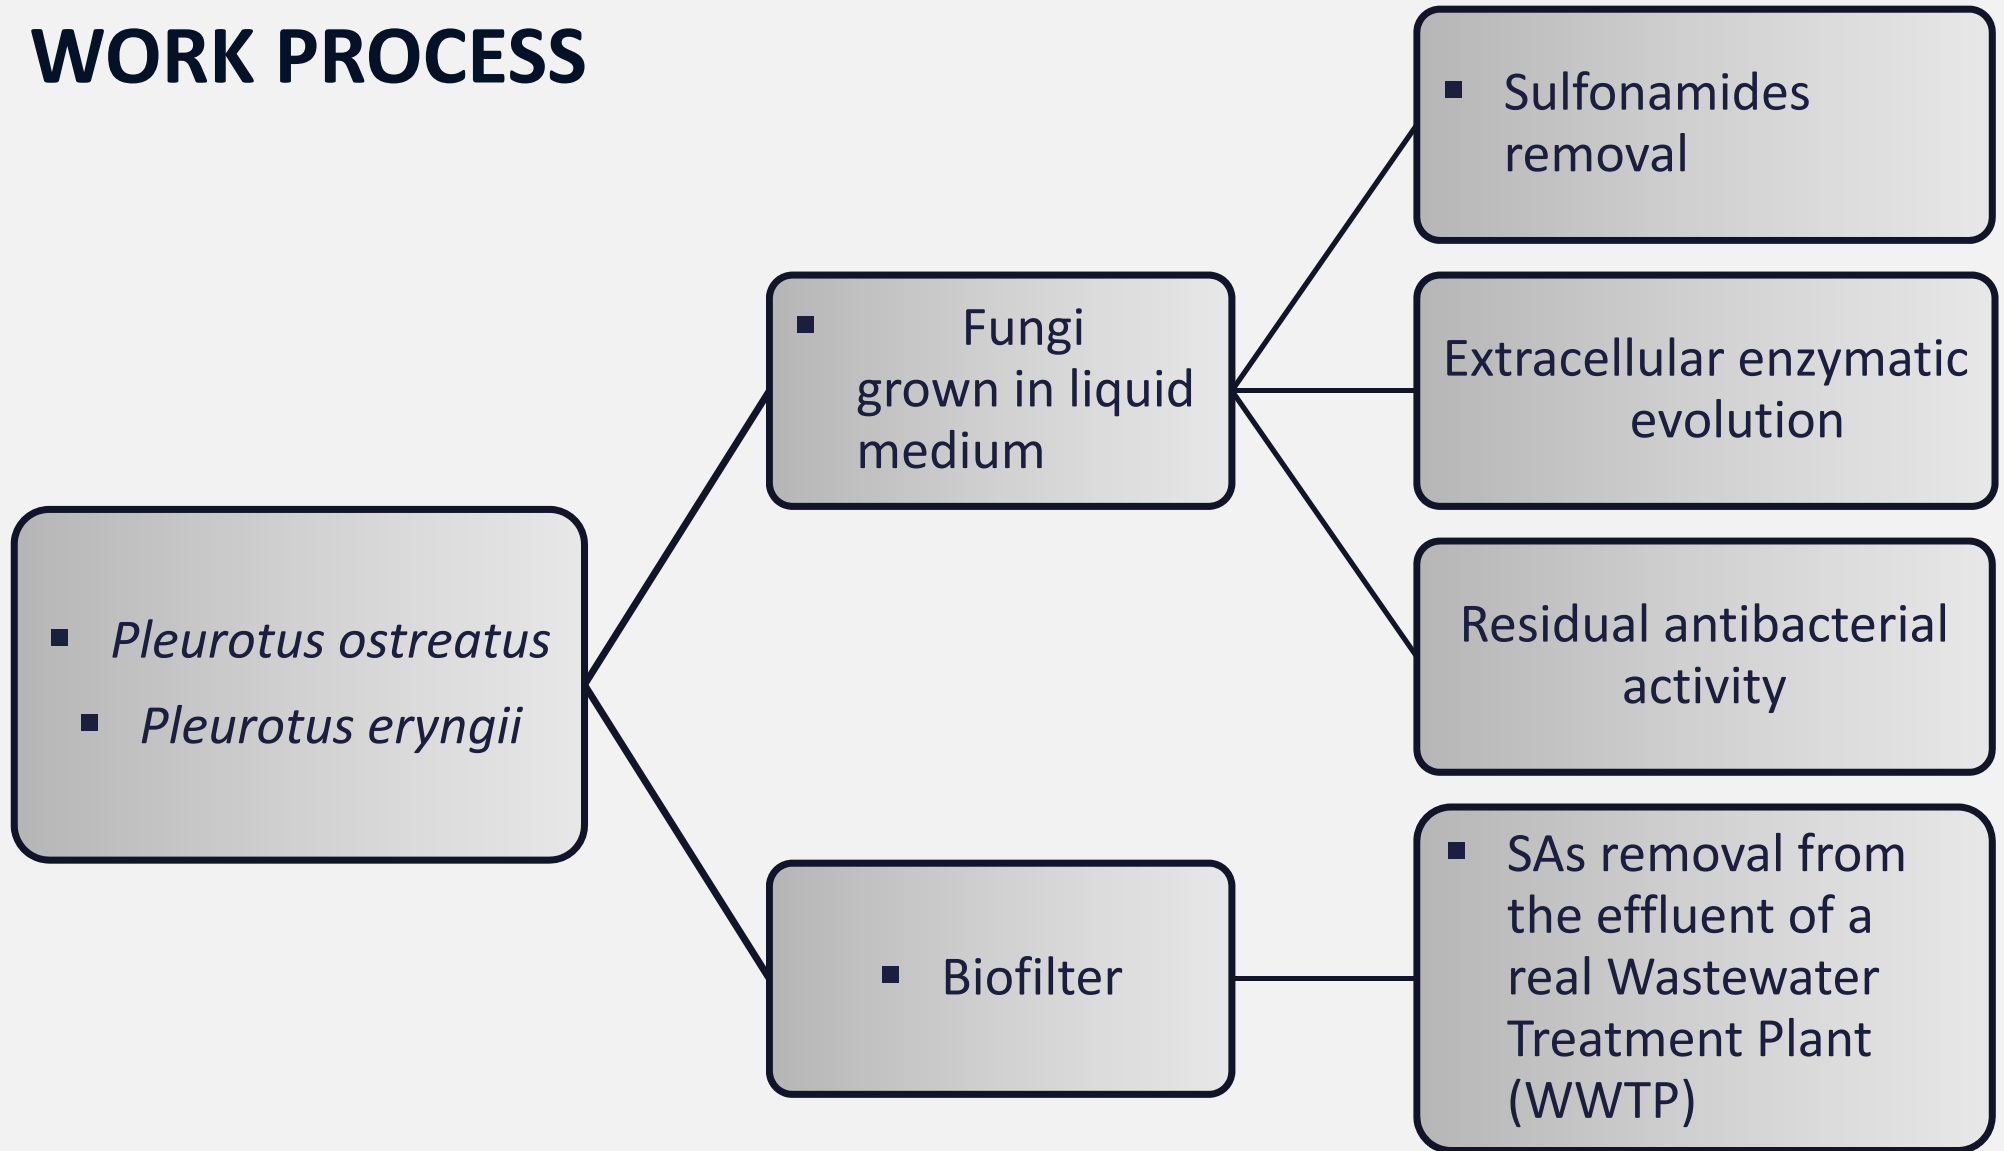 WORK PROCESS
▪ Pleurotus ostreatus
▪ Pleurotus eryngii
▪ Fungi
grown in liquid
medium
▪ Biofilter
▪ Sulfonamides
removal
Extracellular enzymatic
evolution
Residual antibacterial
activity
▪ SAs removal from
the effluent of a
real Wastewater
Treatment Plant
(WWTP)